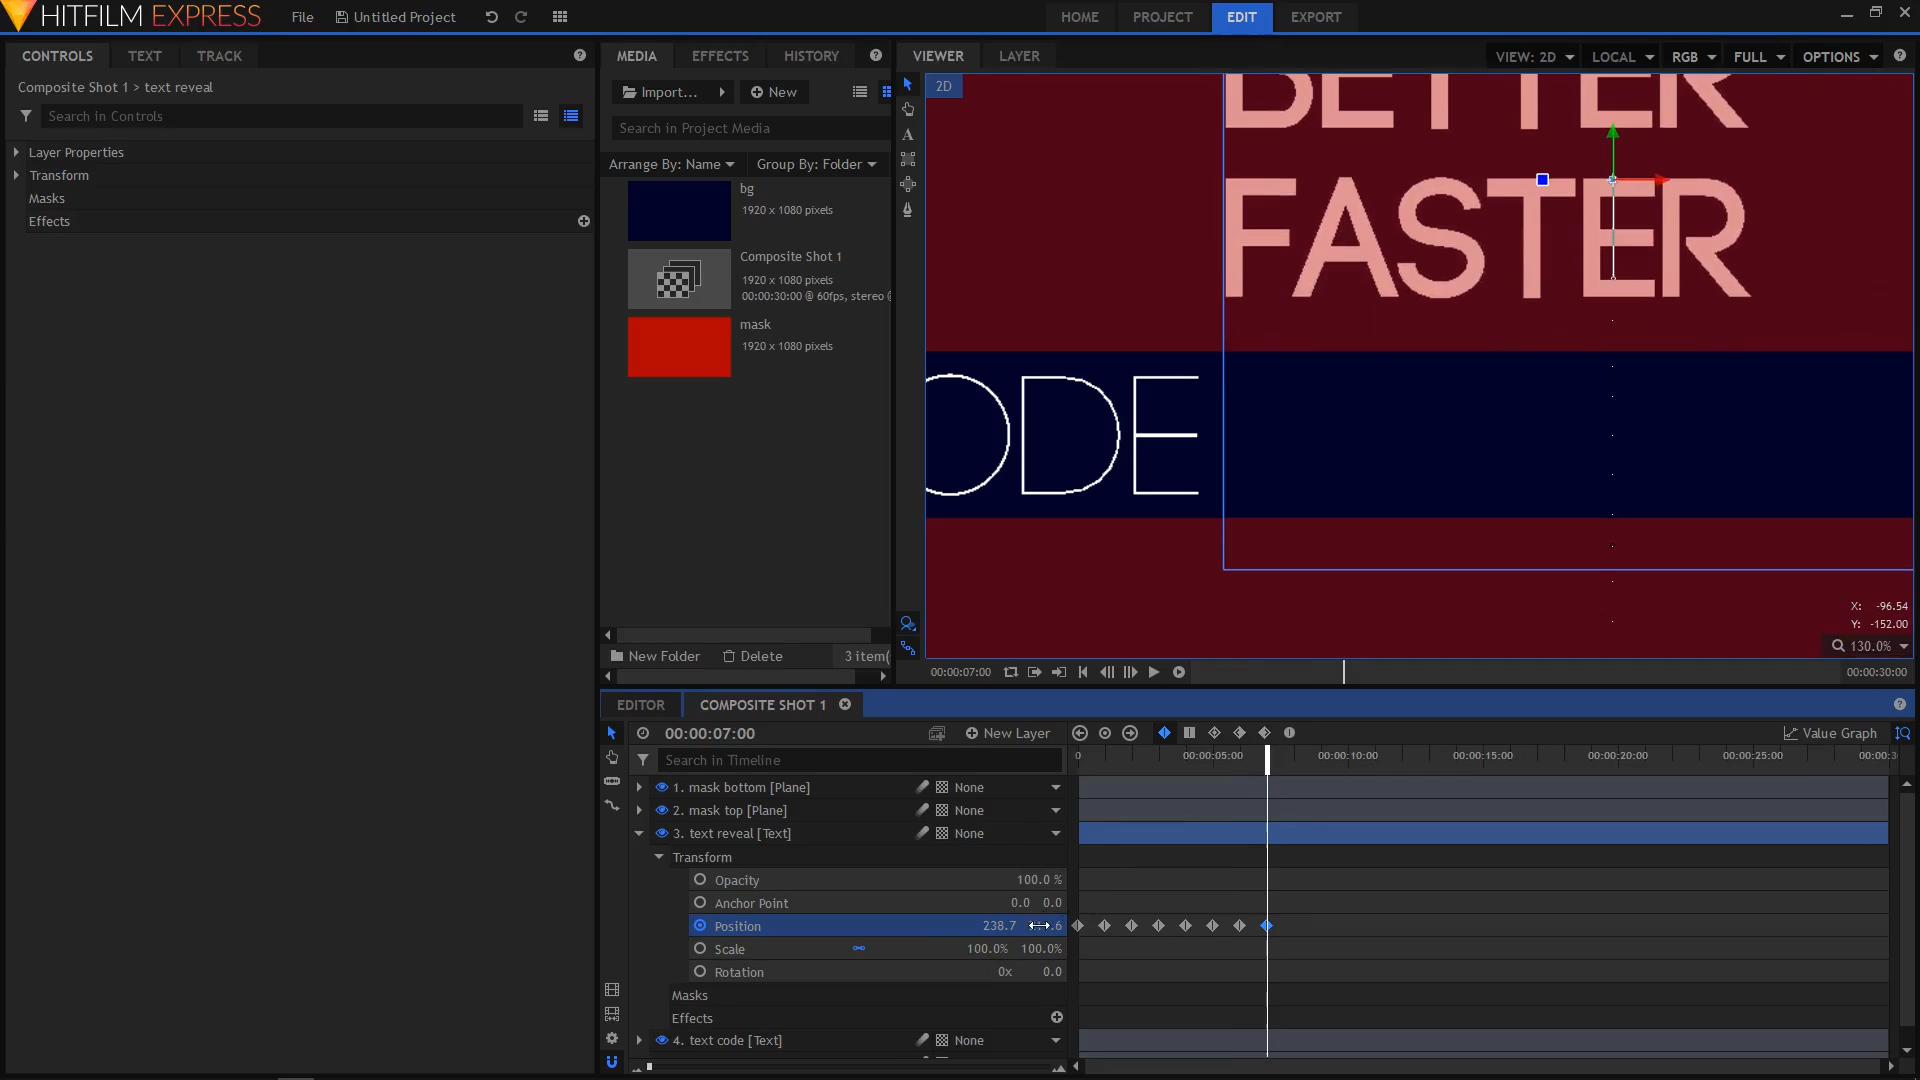 HITFILM EXPRESS File Untitled Project HOME PROJECT EDIT EXPORT
CONTROLS TEXT TRACK
Composite Shot 1 > text reveal
Search in Controls
Layer Properties
Transform
Masks
Effects
MEDIA EFFECTS HISTORY
Import... New
Search in Project Media
Arrange By: Name Group By: Folder
bg
1920 x 1080 pixels
Composite Shot 1
1920 x 1080 pixels
00:00:30:00 @ 60fps, stereo
mask
1920 x 1080 pixels
New Folder Delete 3 item(
VIEWER LAYER VIEW: 2D LOCAL RGB FULL OPTIONS
2D
BETTER
FASTER
ODE
X: -96.54
Y: -152.00
130.0%
00:00:07:00 00:00:30:00
EDITOR COMPOSITE SHOT 1
00:00:07:00 New Layer Value Graph
Search in Timeline
0 00:00:05:00 00:00:10:00 00:00:15:00 00:00:20:00 00:00:25:00 00:00:3
1. mask bottom [Plane] None
2. mask top [Plane] None
3. text reveal [Text] None
Transform
Opacity 100.0 %
Anchor Point 0.0 0.0
Position 238.7 .6
Scale 100.0% 100.0%
Rotation 0x 0.0
Masks
Effects
4. text code [Text] None